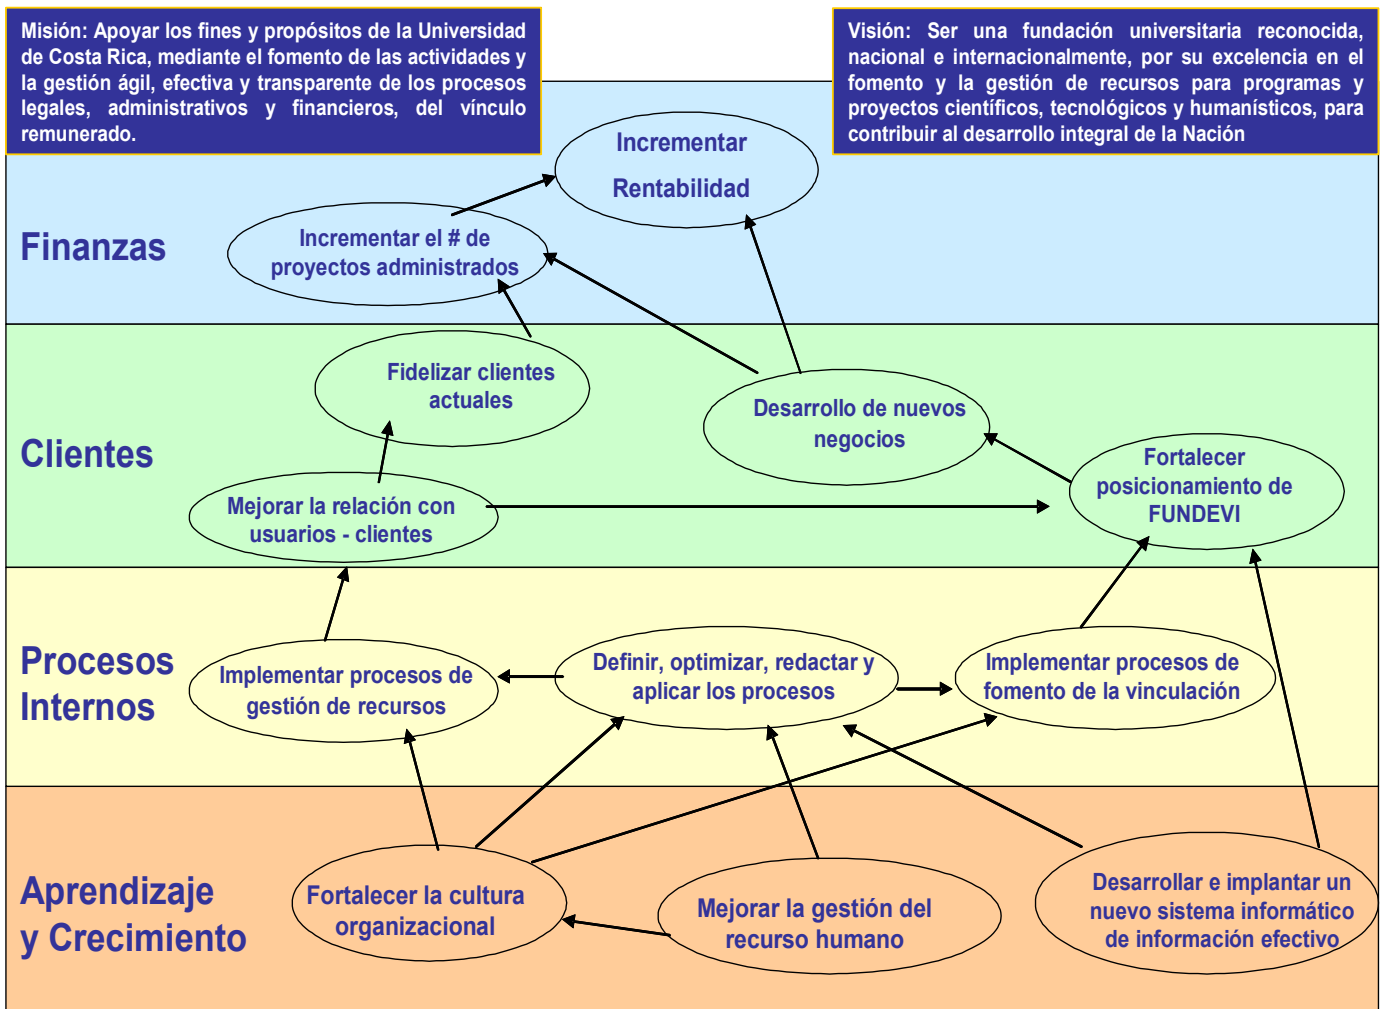 Misión: Apoyar los fines y propósitos de la Universidad
de Costa Rica, mediante el fomento de las actividades y
la gestión ágil, efectiva y transparente de los procesos
legales, administrativos y financieros, del vínculo
remunerado.
Visión: Ser una fundación universitaria reconocida,
nacional e internacionalmente, por su excelencia en el
fomento y la gestión de recursos para programas y
proyectos científicos, tecnológicos y humanísticos, para
contribuir al desarrollo integral de la Nación
Incrementar
Rentabilidad
Finanzas
Incrementar el # de
proyectos administrados
Fidelizar clientes
actuales
Desarrollo de nuevos
negocios
Clientes
Fortalecer
posicionamiento de
FUNDEVI
Mejorar la relación con
usuarios - clientes
Procesos
Internos
Implementar procesos de
gestión de recursos
Definir, optimizar, redactar y
aplicar los procesos
Implementar procesos de
fomento de la vinculación
Aprendizaje
y Crecimiento
Fortalecer la cultura
organizacional
Mejorar la gestión del
recurso humano
Desarrollar e implantar un
nuevo sistema informático
de información efectivo